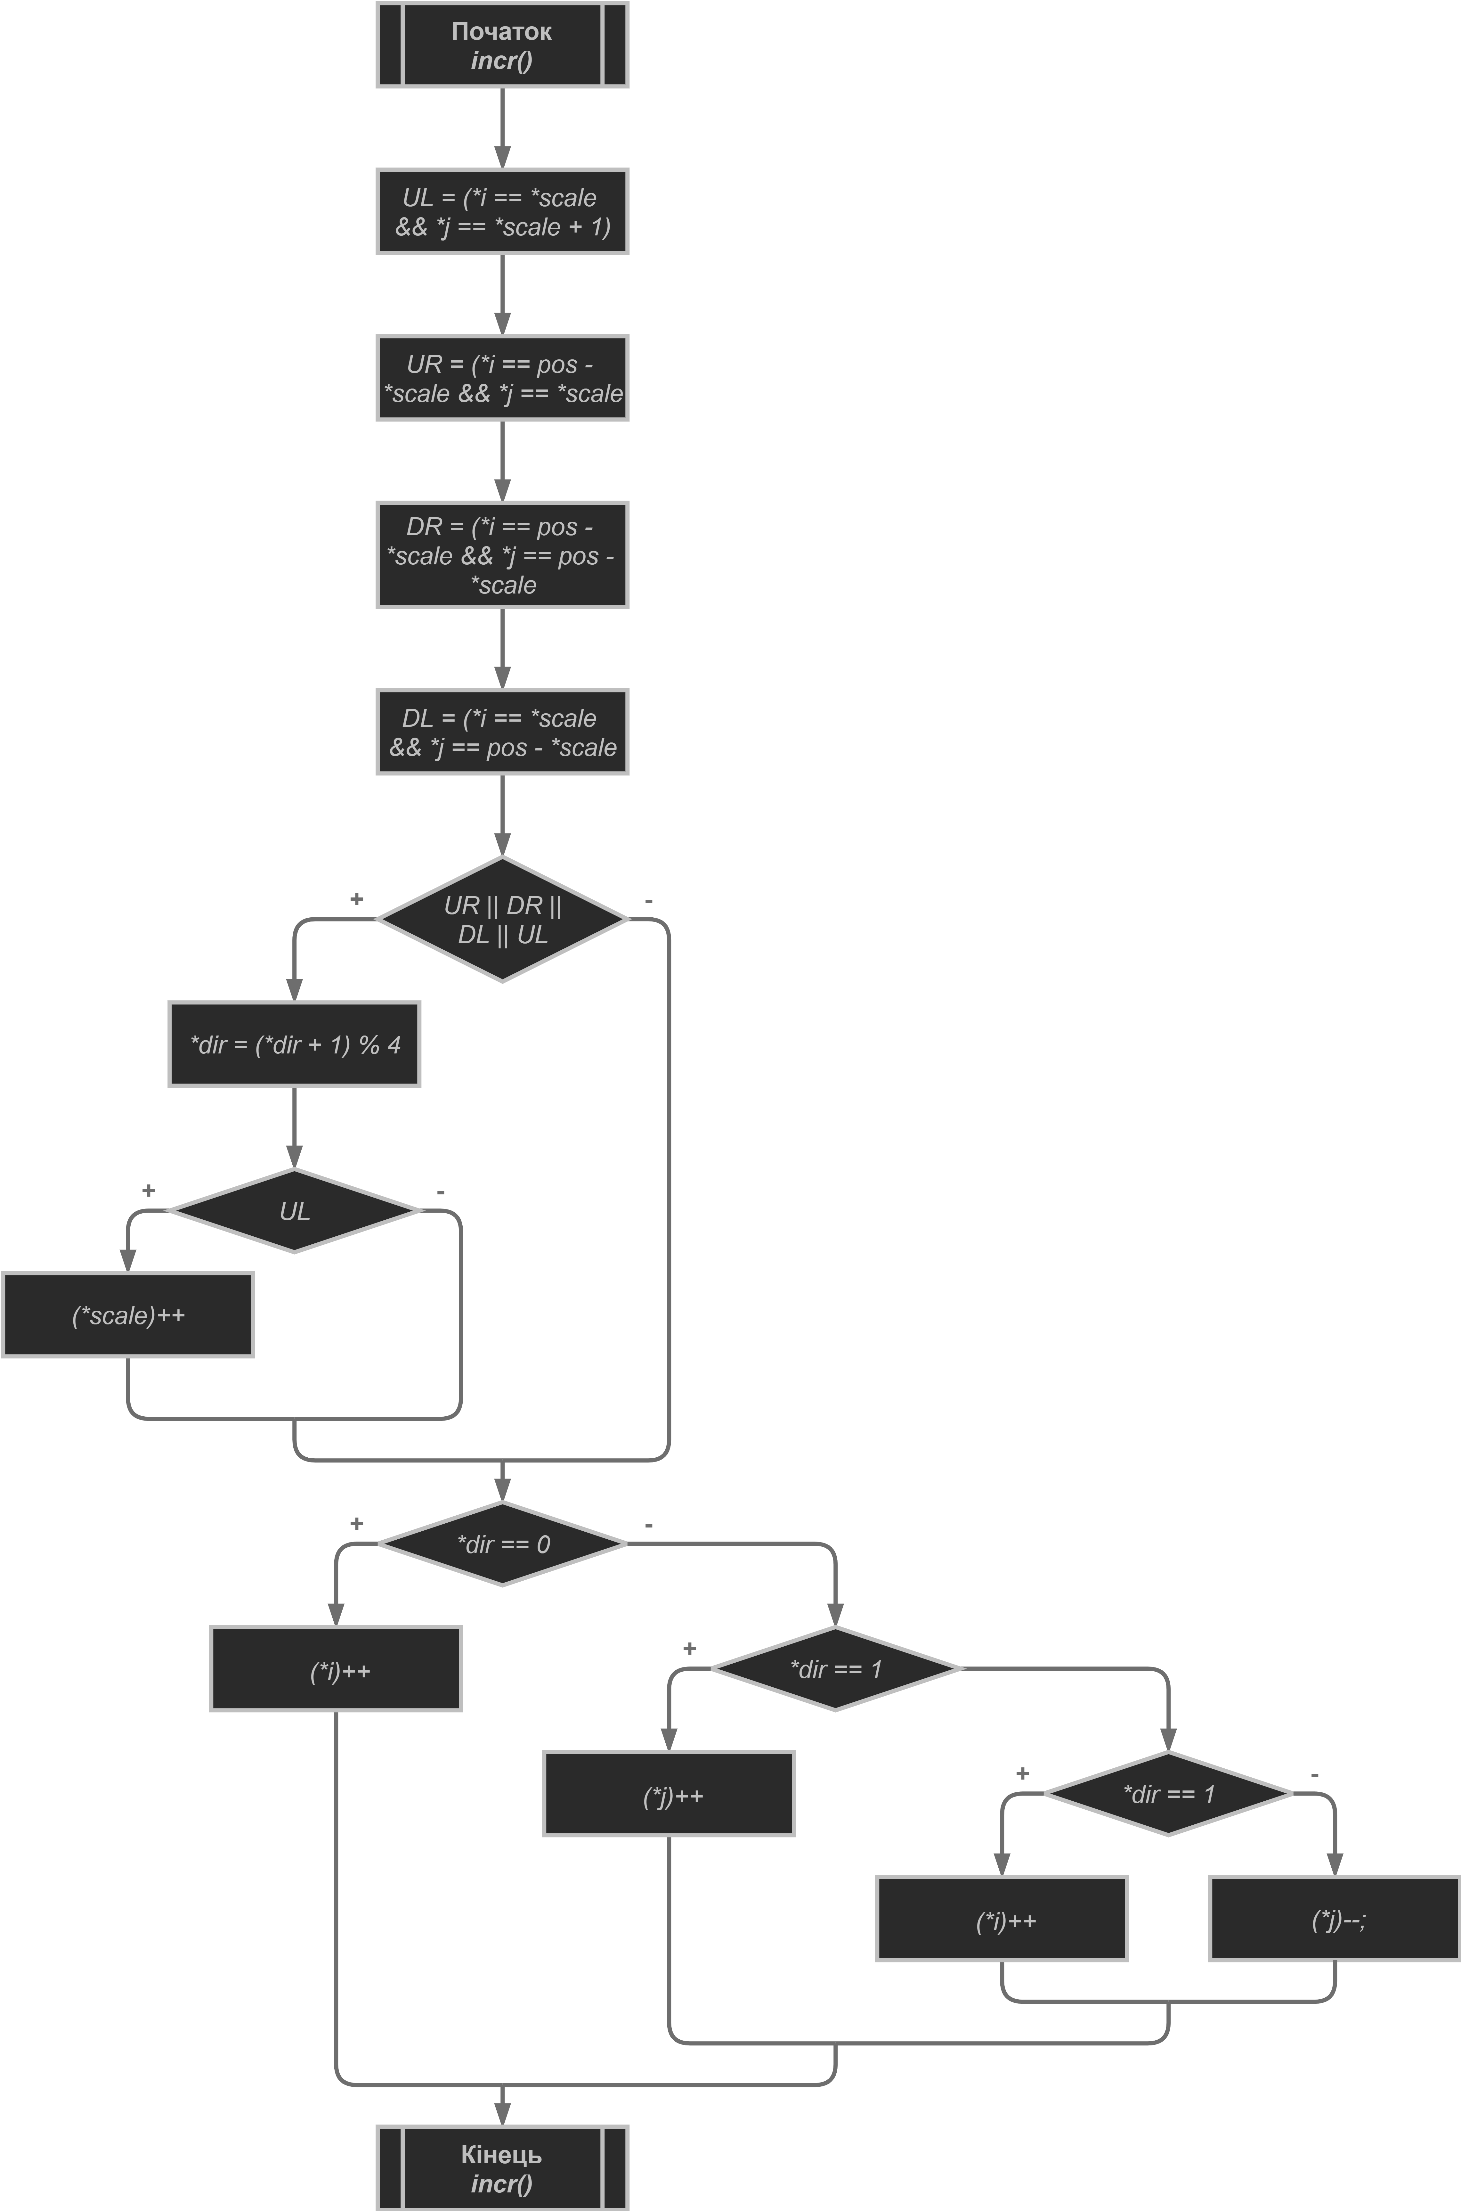 Початок
incr()
UL = (*i == *scale
&& *j == *scale + 1)
UR = (*i == pos -
*scale && *j == *scale
DR = (*i == pos -
*scale && *j == pos -
*scale
DL = (*i == *scale
&& *j == pos - *scale
+
UR || DR ||
DL || UL
-
*dir = (*dir + 1) % 4
+
UL
-
(*scale)++
+
*dir == 0
-
(*i)++
+
*dir == 1
(*j)++
+
*dir == 1
-
(*i)++
(*j)--;
Кінець
incr()